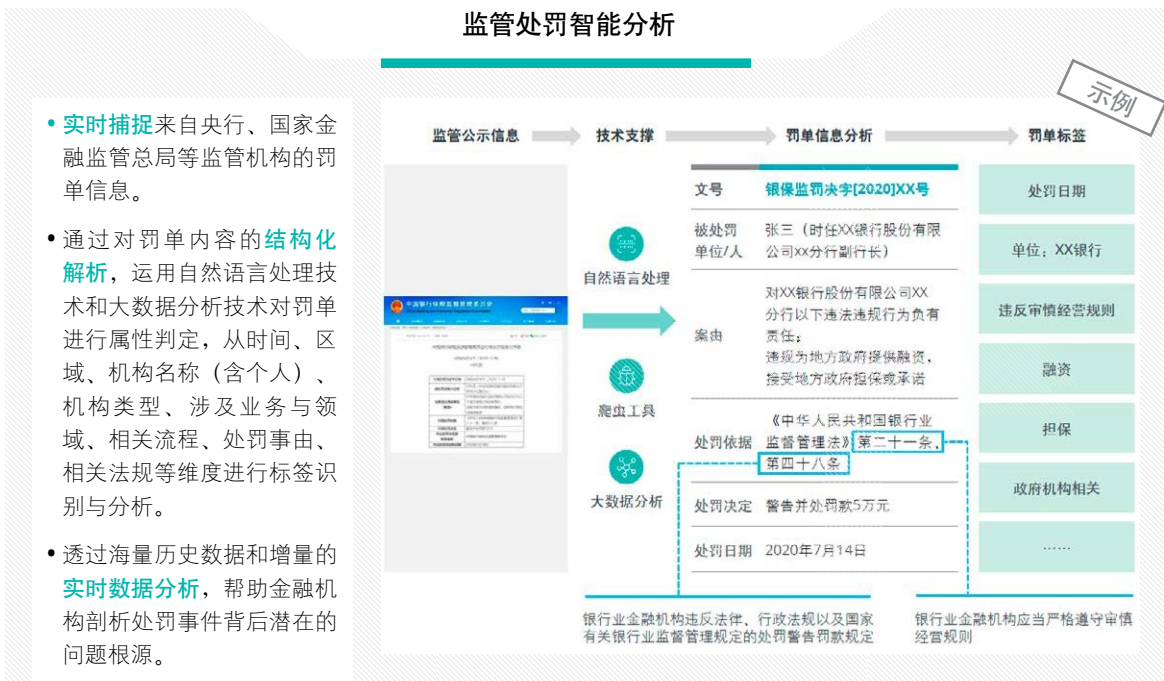 监管处罚智能分析
示例
• 实时捕捉来自央行、国家金
融监管总局等监管机构的罚
单信息。
• 通过对罚单内容的结构化
解析，运用自然语言处理技
术和大数据分析技术对罚单
进行属性判定，从时间、区
域、机构名称（含个人）、
机构类型、涉及业务与领
域、相关流程、处罚事由、
相关法规等维度进行标签识
别与分析。
• 透过海量历史数据和增量的
实时数据分析，帮助金融机
构剖析处罚事件背后潜在的
问题根源。
监管公示信息
技术支撑
罚单信息分析
罚单标签
中国银行保险监督管理委员会
自然语言处理
爬虫工具
大数据分析
文号 银保监罚决字[2020]XX号
被处罚
单位/人
张三（时任XX银行股份有限
公司xx分行副行长）
案由
对XX银行股份有限公司XX
分行以下违法违规行为负有
责任：
违规为地方政府提供融资，
接受地方政府担保或承诺
处罚依据
《中华人民共和国银行业
监督管理法》第二十一条、
第四十八条
处罚决定 警告并处罚款5万元
处罚日期 2020年7月14日
处罚日期
单位：XX银行
违反审慎经营规则
融资
担保
政府机构相关
……
银行业金融机构违反法律、行政法规以及国家
有关银行业监督管理规定的处罚警告罚款规定
银行业金融机构应当严格遵守审慎
经营规则